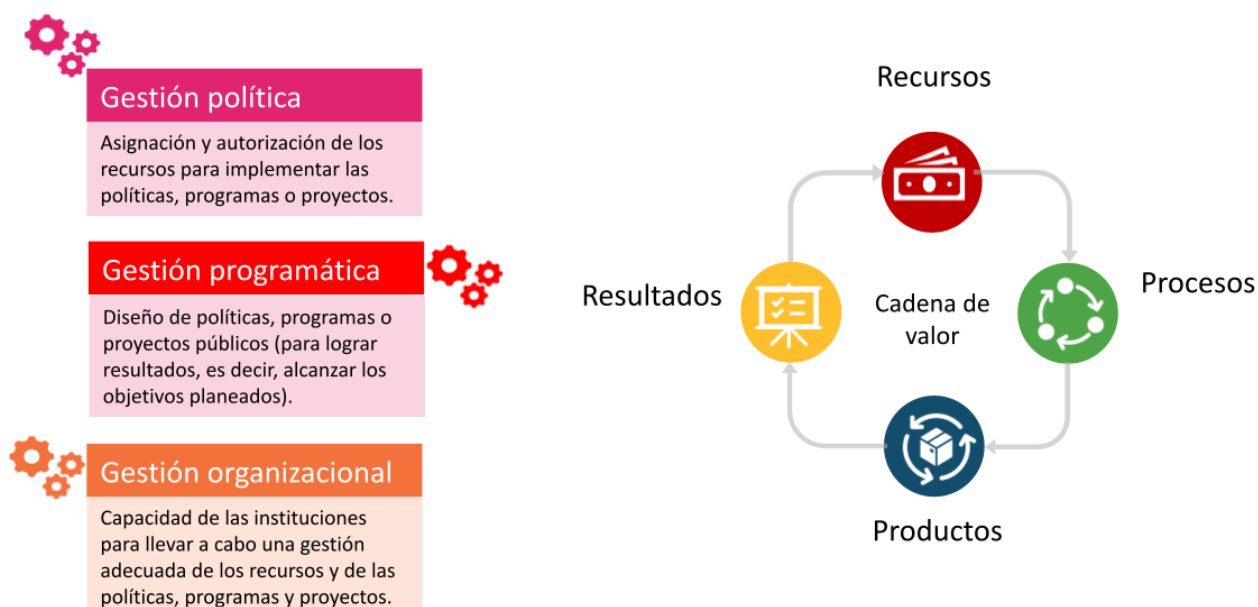 Gestión política
Asignación y autorización de los
recursos para implementar las
políticas, programas o proyectos.
Gestión programática
Diseño de políticas, programas o
proyectos públicos (para lograr
resultados, es decir, alcanzar los
objetivos planeados).
Gestión organizacional
Capacidad de las instituciones
para llevar a cabo una gestión
adecuada de los recursos y de las
políticas, programas y proyectos.
Recursos
Procesos
Productos
Resultados
Cadena de
valor